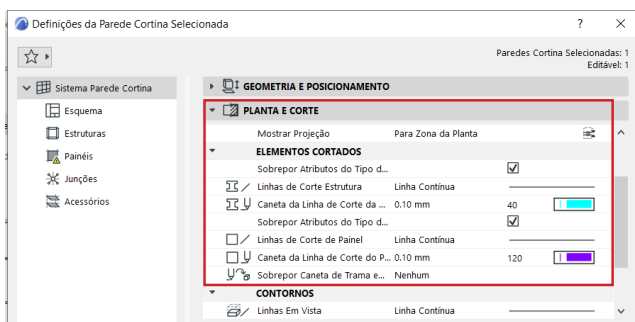 Definições da Parede Cortina Selecionada ? ×
Paredes Cortina Selecionadas: 1
Editável: 1
Sistema Parede Cortina
Esquema
Estruturas
Painéis
Junções
Acessórios
GEOMETRIA E POSICIONAMENTO
PLANTA E CORTE
Mostrar Projeção Para Zona da Planta
ELEMENTOS CORTADOS
Sobrepor Atributos do Tipo d...
Linhas de Corte Estrutura Linha Contínua
Caneta da Linha de Corte da ... 0.10 mm 40
Sobrepor Atributos do Tipo d...
Linhas de Corte de Painel Linha Contínua
Caneta da Linha de Corte do P... 0.10 mm 120
Sobrepor Caneta de Trama e... Nenhum
CONTORNOS
Linhas Em Vista Linha Contínua